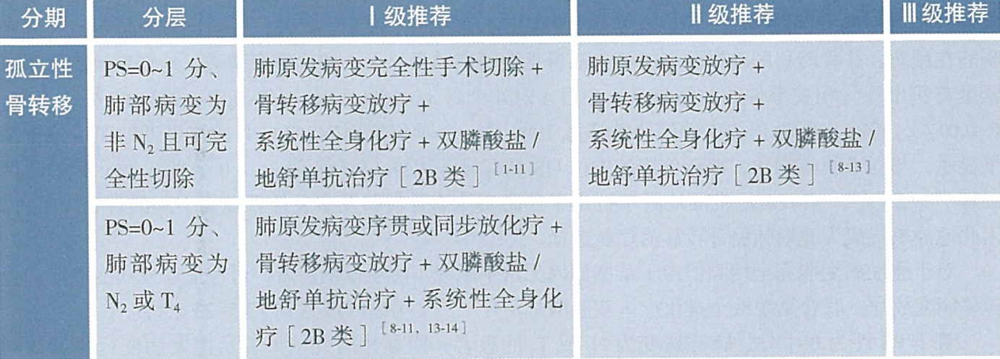 分期 分层 Ⅰ级推荐 Ⅱ级推荐 Ⅲ级推荐
孤立性
骨转移
PS=0~1 分、
肺部病变为
非 N₂ 且可完
全性切除
肺原发病变完全性手术切除 +
骨转移病变放疗 +
系统性全身化疗 + 双膦酸盐 /
地舒单抗治疗［2B 类］［1-11］
肺原发病变放疗 +
骨转移病变放疗 +
系统性全身化疗 + 双膦酸盐 /
地舒单抗治疗［2B 类］［8-13］
PS=0~1 分、
肺部病变为
N₂ 或 T₄
肺原发病变序贯或同步放化疗 +
骨转移病变放疗 + 双膦酸盐 /
地舒单抗治疗 + 系统性全身化
疗［2B 类］［8-11, 13-14］